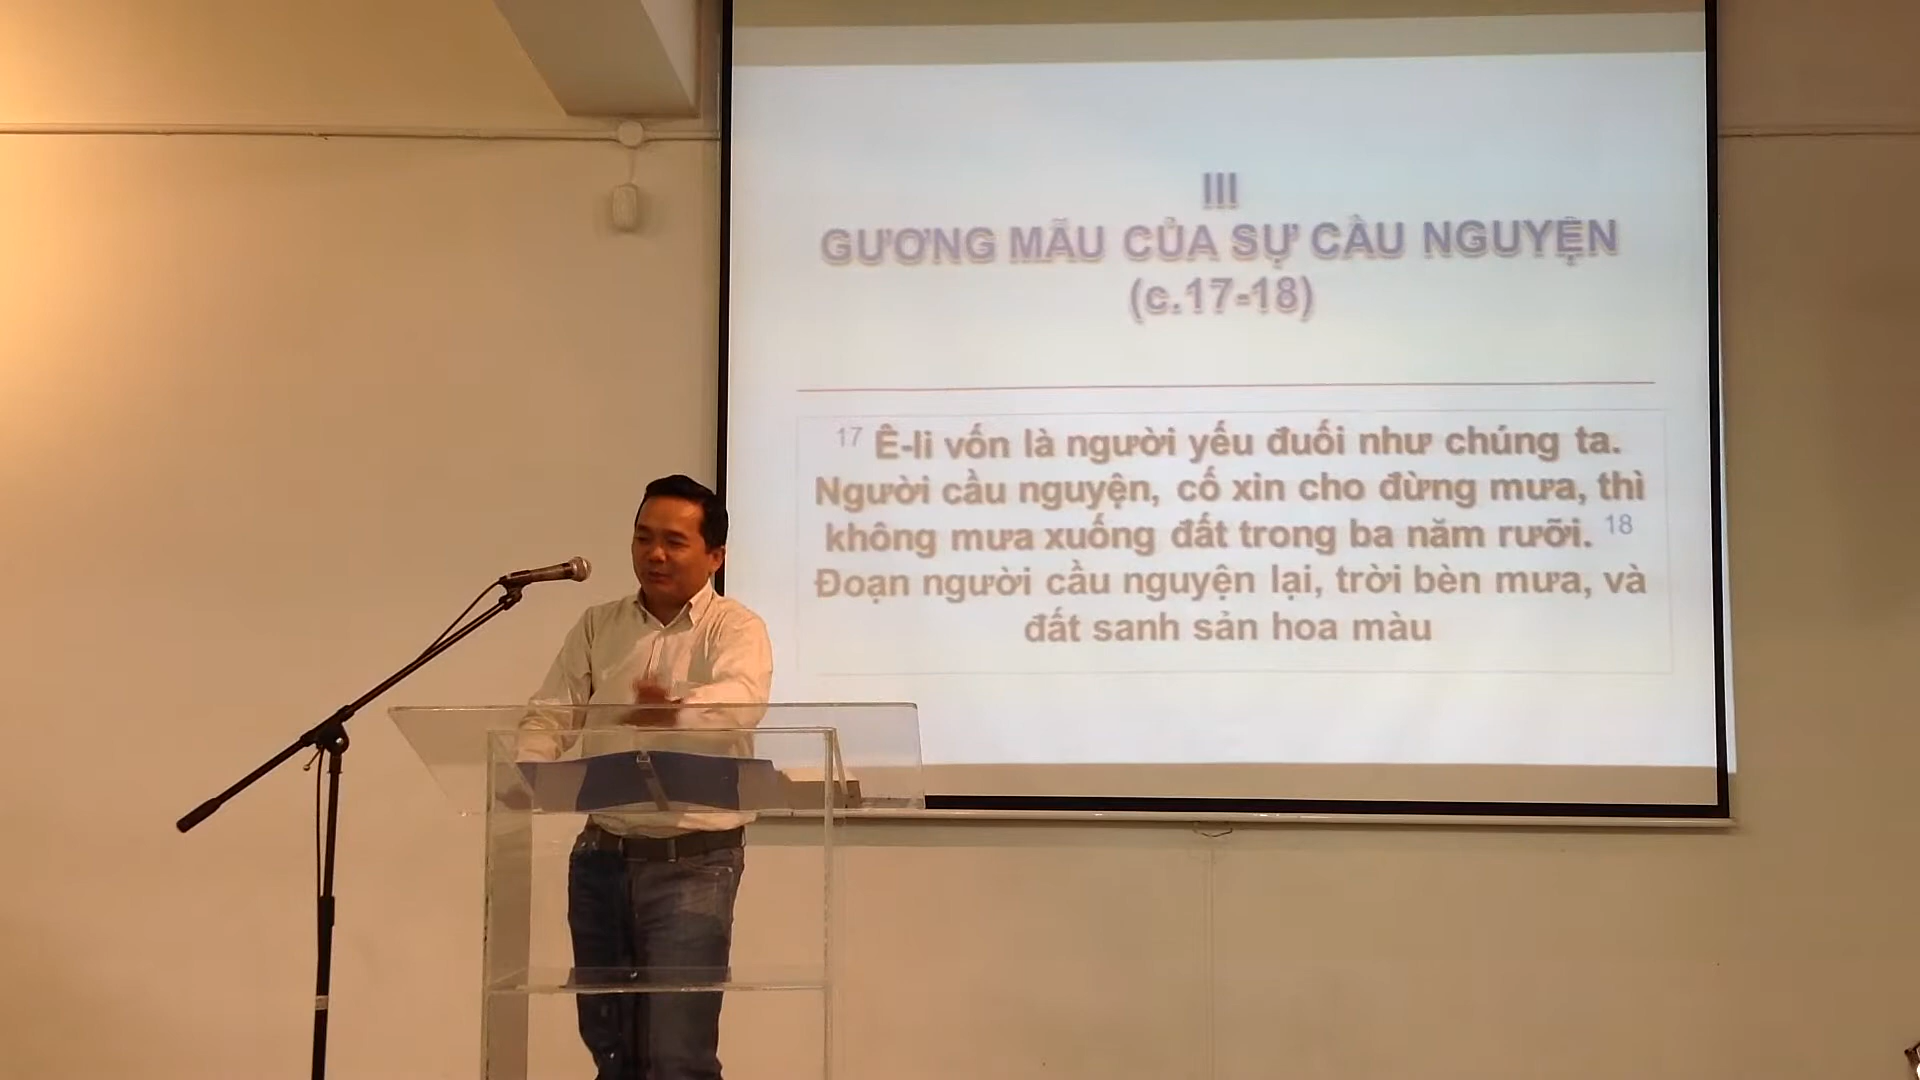 III
GƯƠNG MẪU CỦA SỰ CẦU NGUYỆN
(c.17-18)
17 Ê-li vốn là người yếu đuối như chúng ta.
Người cầu nguyện, cố xin cho đừng mưa, thì
không mưa xuống đất trong ba năm rưỡi. 18
Đoạn người cầu nguyện lại, trời bèn mưa, và
đất sanh sản hoa màu